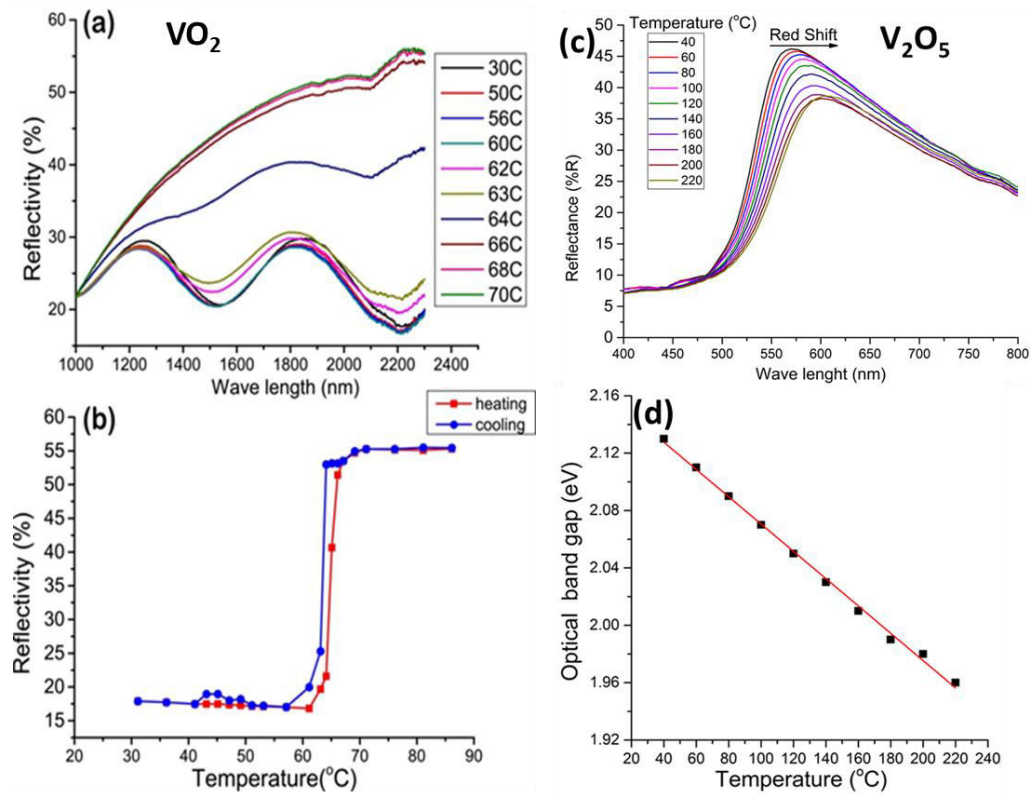 (a)
VO₂
Reflectivity (%)
60
50
40
30
20
1000 1200 1400 1600 1800 2000 2200 2400
Wave length (nm)
30C
50C
56C
60C
62C
63C
64C
66C
68C
70C
(c)
V₂O₅
Temperature (°C)
40
60
80
100
120
140
160
180
200
220
Red Shift
Reflectance (%R)
50
45
40
35
30
25
20
15
10
5
0
400 450 500 550 600 650 700 750 800
Wave lenght (nm)
(b)
heating
cooling
Reflectivity (%)
60
55
50
45
40
35
30
25
20
15
20 30 40 50 60 70 80 90
Temperature(°C)
(d)
Optical band gap (eV)
2.16
2.12
2.08
2.04
2.00
1.96
1.92
20 40 60 80 100 120 140 160 180 200 220 240
Temperature (°C)